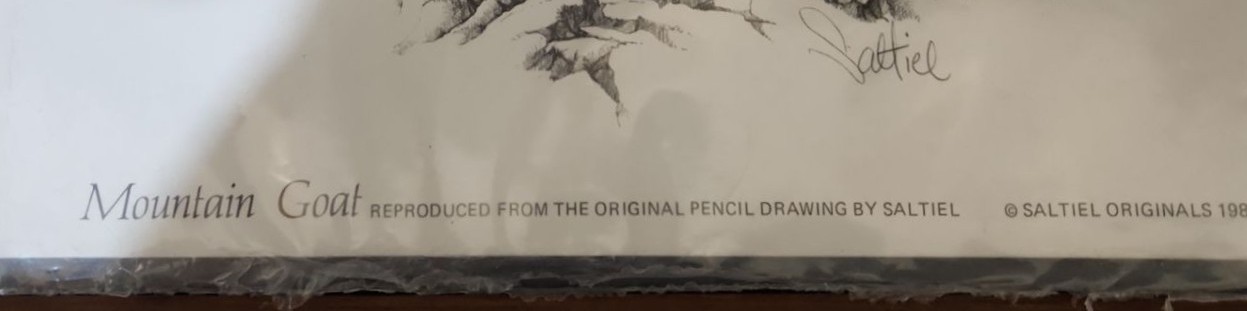 Saltiel
Mountain Goat REPRODUCED FROM THE ORIGINAL PENCIL DRAWING BY SALTIEL © SALTIEL ORIGINALS 198